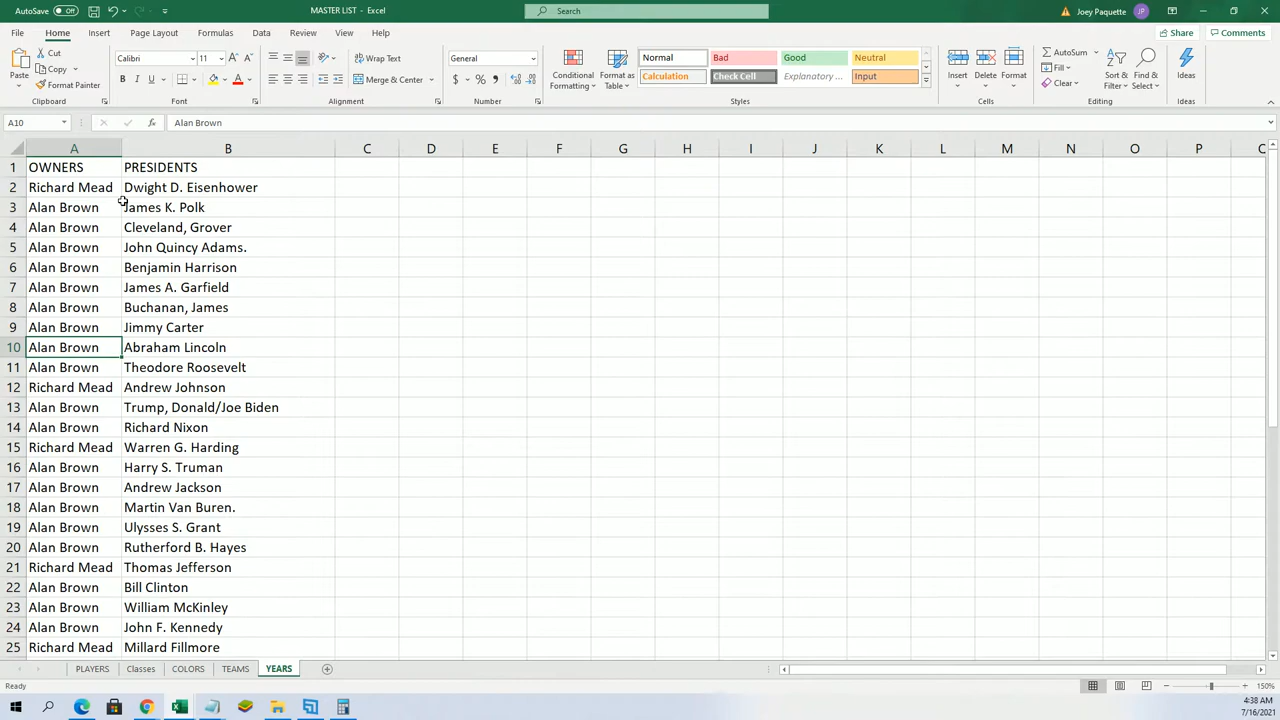 AutoSave Off MASTER LIST - Excel Search Joey Paquette JP
File Home Insert Page Layout Formulas Data Review View Help Share Comments
Paste Cut Copy Format Painter Clipboard
Calibri 11 A A B I U A Font
ab Merge & Center Alignment
General $ % , Number
Conditional Formatting Format as Table
Normal Bad Good Neutral
Calculation Check Cell Explanatory ... Input
Styles
Insert Delete Format Cells
AutoSum Fill Clear Sort & Filter Find & Select Editing
Ideas Ideas
A10 fx Alan Brown
A B C D E F G H I J K L M N O P
1 OWNERS PRESIDENTS
2 Richard Mead Dwight D. Eisenhower
3 Alan Brown James K. Polk
4 Alan Brown Cleveland, Grover
5 Alan Brown John Quincy Adams.
6 Alan Brown Benjamin Harrison
7 Alan Brown James A. Garfield
8 Alan Brown Buchanan, James
9 Alan Brown Jimmy Carter
10 Alan Brown Abraham Lincoln
11 Alan Brown Theodore Roosevelt
12 Richard Mead Andrew Johnson
13 Alan Brown Trump, Donald/Joe Biden
14 Alan Brown Richard Nixon
15 Richard Mead Warren G. Harding
16 Alan Brown Harry S. Truman
17 Alan Brown Andrew Jackson
18 Alan Brown Martin Van Buren.
19 Alan Brown Ulysses S. Grant
20 Alan Brown Rutherford B. Hayes
21 Richard Mead Thomas Jefferson
22 Alan Brown Bill Clinton
23 Alan Brown William McKinley
24 Alan Brown John F. Kennedy
25 Richard Mead Millard Fillmore
PLAYERS Classes COLORS TEAMS YEARS
Ready 150%
4:38 AM
7/16/2021